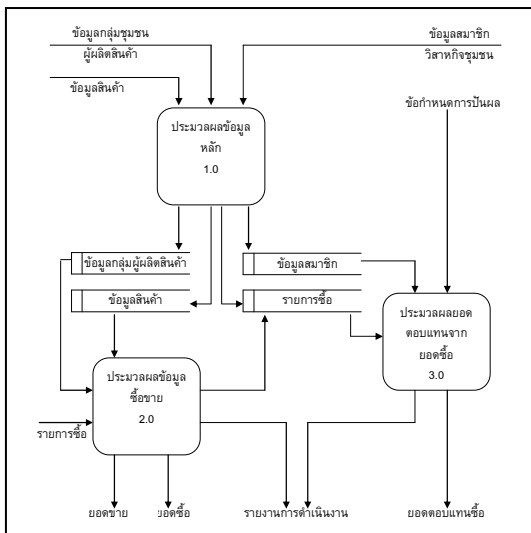 ข้อมูลกลุ่มชุมชน
ผู้ผลิตสินค้า
ข้อมูลสินค้า
ข้อมูลสมาชิก
วิสาหกิจชุมชน
ข้อกำหนดการปันผล
ประมวลผลข้อมูล
หลัก
1.0
ข้อมูลกลุ่มผู้ผลิตสินค้า
ข้อมูลสมาชิก
ข้อมูลสินค้า
รายการซื้อ
ประมวลผลยอด
ตอบแทนจาก
ยอดซื้อ
3.0
ประมวลผลข้อมูล
ซื้อขาย
2.0
รายการซื้อ
ยอดขาย
ยอดซื้อ
รายงานการดำเนินงาน
ยอดตอบแทนซื้อ